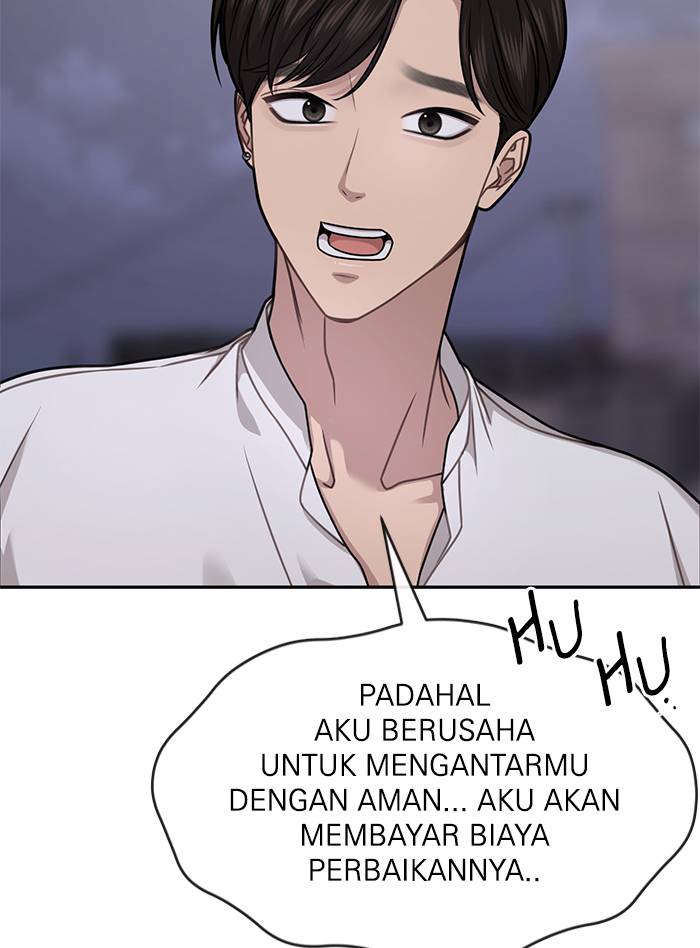 HU
HU..
PADAHAL
AKU BERUSAHA
UNTUK MENGANTARMU
DENGAN AMAN... AKU AKAN
MEMBAYAR BIAYA
PERBAIKANNYA..